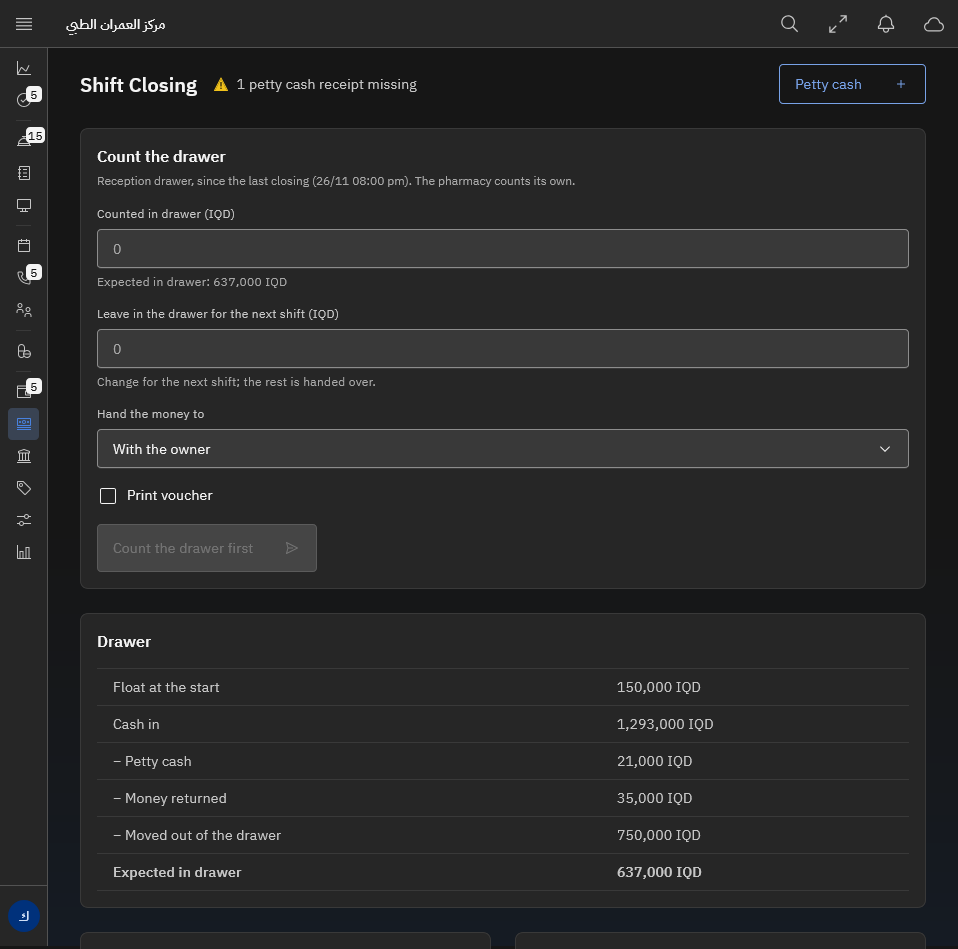 مركز العمران الطبي
5
15
5
5
ك
Shift Closing
1 petty cash receipt missing
Petty cash +
Count the drawer
Reception drawer, since the last closing (26/11 08:00 pm). The pharmacy counts its own.
Counted in drawer (IQD)
0
Expected in drawer: 637,000 IQD
Leave in the drawer for the next shift (IQD)
0
Change for the next shift; the rest is handed over.
Hand the money to
With the owner
Print voucher
Count the drawer first
Drawer
Float at the start 150,000 IQD
Cash in 1,293,000 IQD
− Petty cash 21,000 IQD
− Money returned 35,000 IQD
− Moved out of the drawer 750,000 IQD
Expected in drawer 637,000 IQD